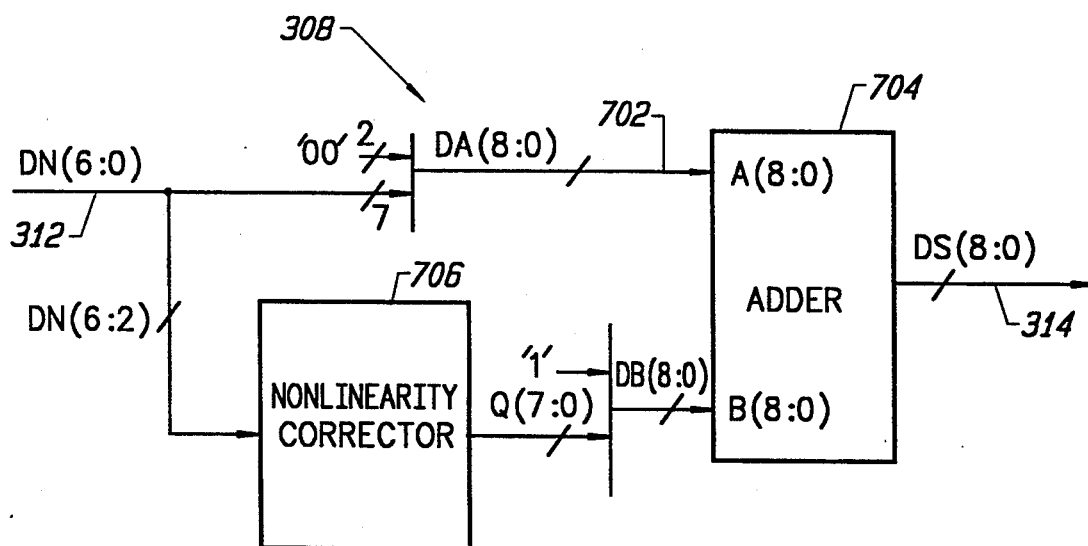 308
'00' 2
DN(6:0)
7
312
DA(8:0)
702
704
A(8:0)
DN(6:2)
706
NONLINEARITY
CORRECTOR
Q(7:0)
'1'
DB(8:0)
B(8:0)
ADDER
DS(8:0)
314